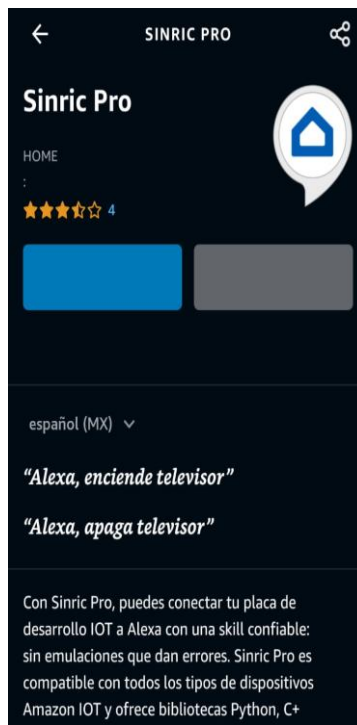 SINRIC PRO
Sinric Pro
HOME
:
4
español (MX)
“Alexa, enciende televisor”
“Alexa, apaga televisor”
Con Sinric Pro, puedes conectar tu placa de
desarrollo IOT a Alexa con una skill confiable:
sin emulaciones que dan errores. Sinric Pro es
compatible con todos los tipos de dispositivos
Amazon IOT y ofrece bibliotecas Python, C+